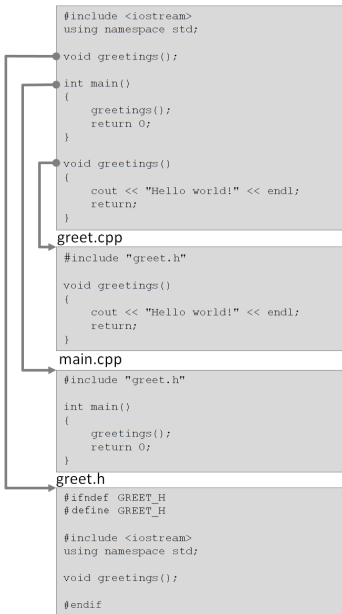 #include <iostream>
using namespace std;
void greetings();
int main()
{
greetings();
return 0;
}
void greetings()
{
cout << "Hello world!" << endl;
return;
}
greet.cpp
#include "greet.h"
void greetings()
{
cout << "Hello world!" << endl;
return;
}
main.cpp
#include "greet.h"
int main()
{
greetings();
return 0;
}
greet.h
#ifndef GREET_H
#define GREET_H
#include <iostream>
using namespace std;
void greetings();
#endif